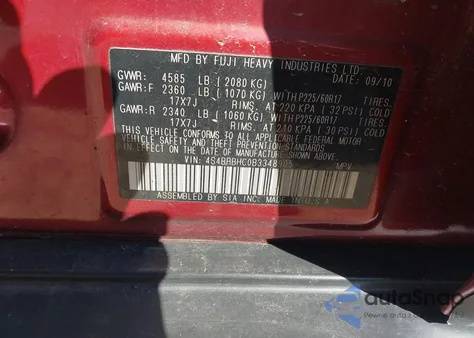 MFD BY FUJI HEAVY INDUSTRIES LTD.
GVWR: 4585 LB (2080 KG) DATE: 09/10
GAWR:F 2360 LB (1070 KG) WITH P225/60R17 TIRES.
17X7J RIMS. AT 220 KPA (32 PSI) COLD
GAWR:R 2340 LB (1060 KG) WITH P225/60R17 TIRES.
17X7J RIMS. AT 210 KPA (30 PSI) COLD
THIS VEHICLE CONFORMS TO ALL APPLICABLE FEDERAL MOTOR
VEHICLE SAFETY AND THEFT PREVENTION STANDARDS
IN EFFECT ON THE DATE OF MANUFACTURE SHOWN ABOVE.
VIN: MPV
ASSEMBLED BY SIA INC. MADE IN U.S.A
autoSnap
Pewne auta z